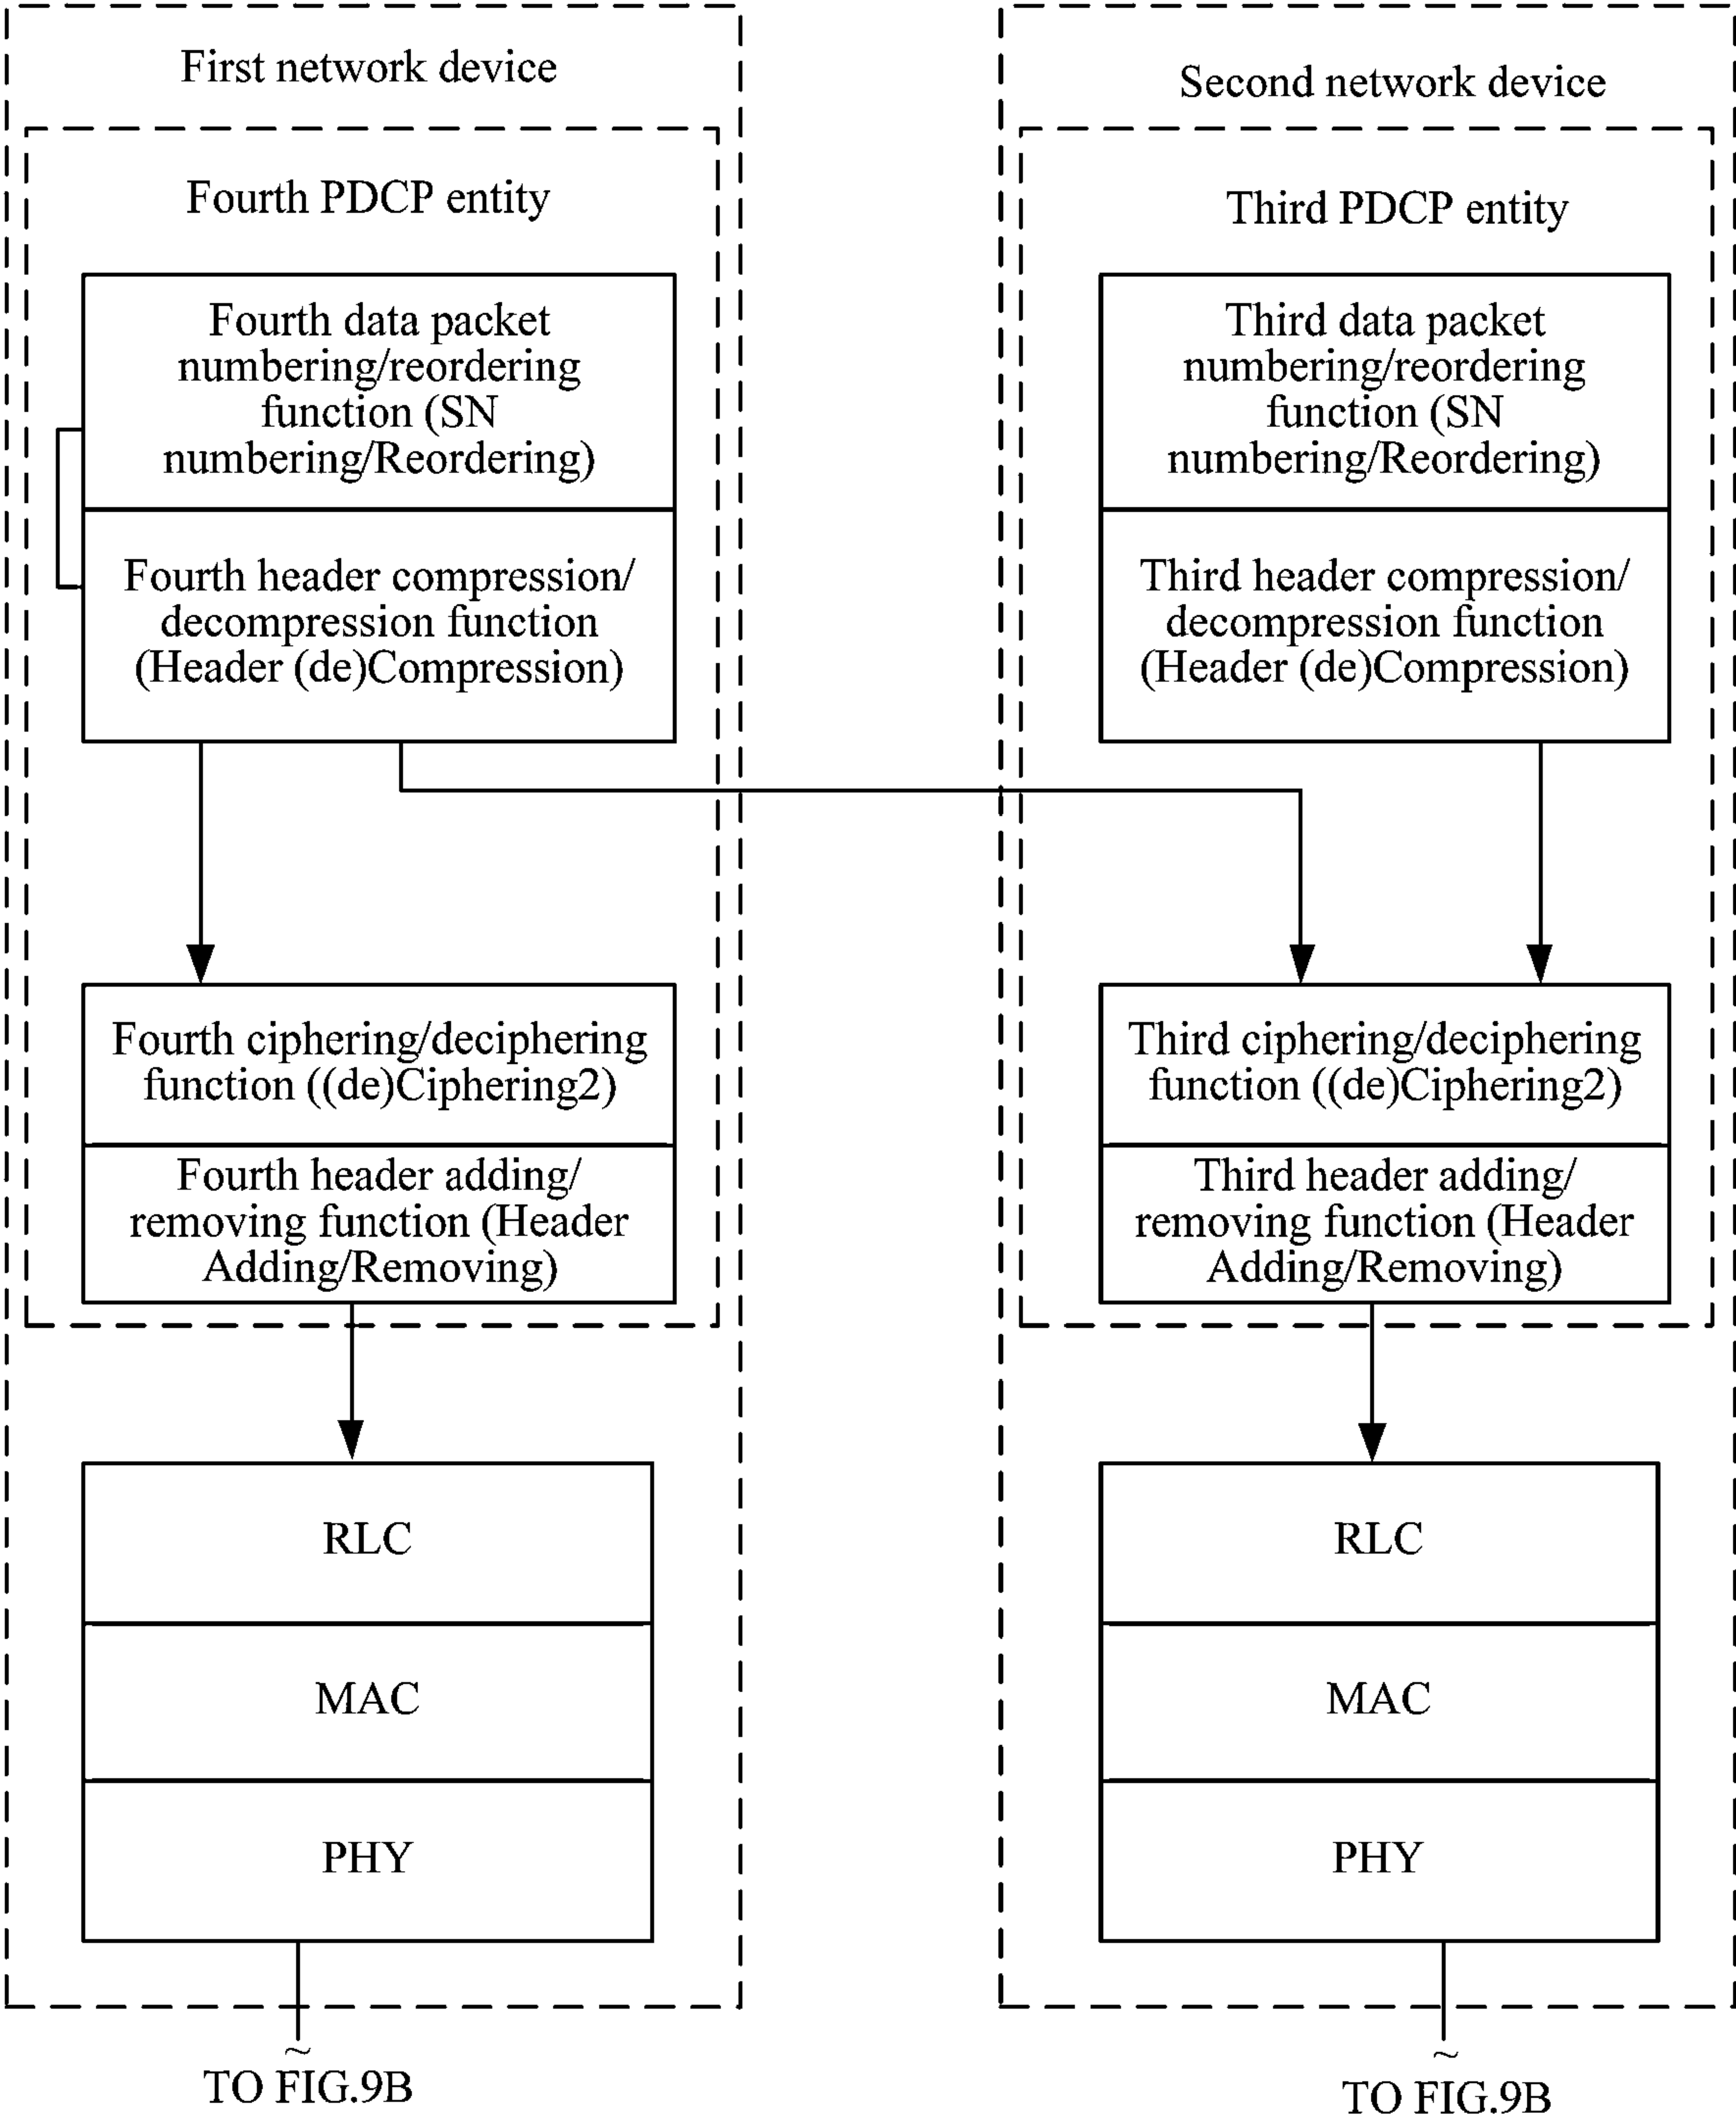 First network device
Fourth PDCP entity
Fourth data packet
numbering/reordering
function (SN
numbering/Reordering)
Fourth header compression/
decompression function
(Header (de)Compression)
Fourth ciphering/deciphering
function ((de)Ciphering2)
Fourth header adding/
removing function (Header
Adding/Removing)
RLC
MAC
PHY
TO FIG.9B
Second network device
Third PDCP entity
Third data packet
numbering/reordering
function (SN
numbering/Reordering)
Third header compression/
decompression function
(Header (de)Compression)
Third ciphering/deciphering
function ((de)Ciphering2)
Third header adding/
removing function (Header
Adding/Removing)
RLC
MAC
PHY
TO FIG.9B